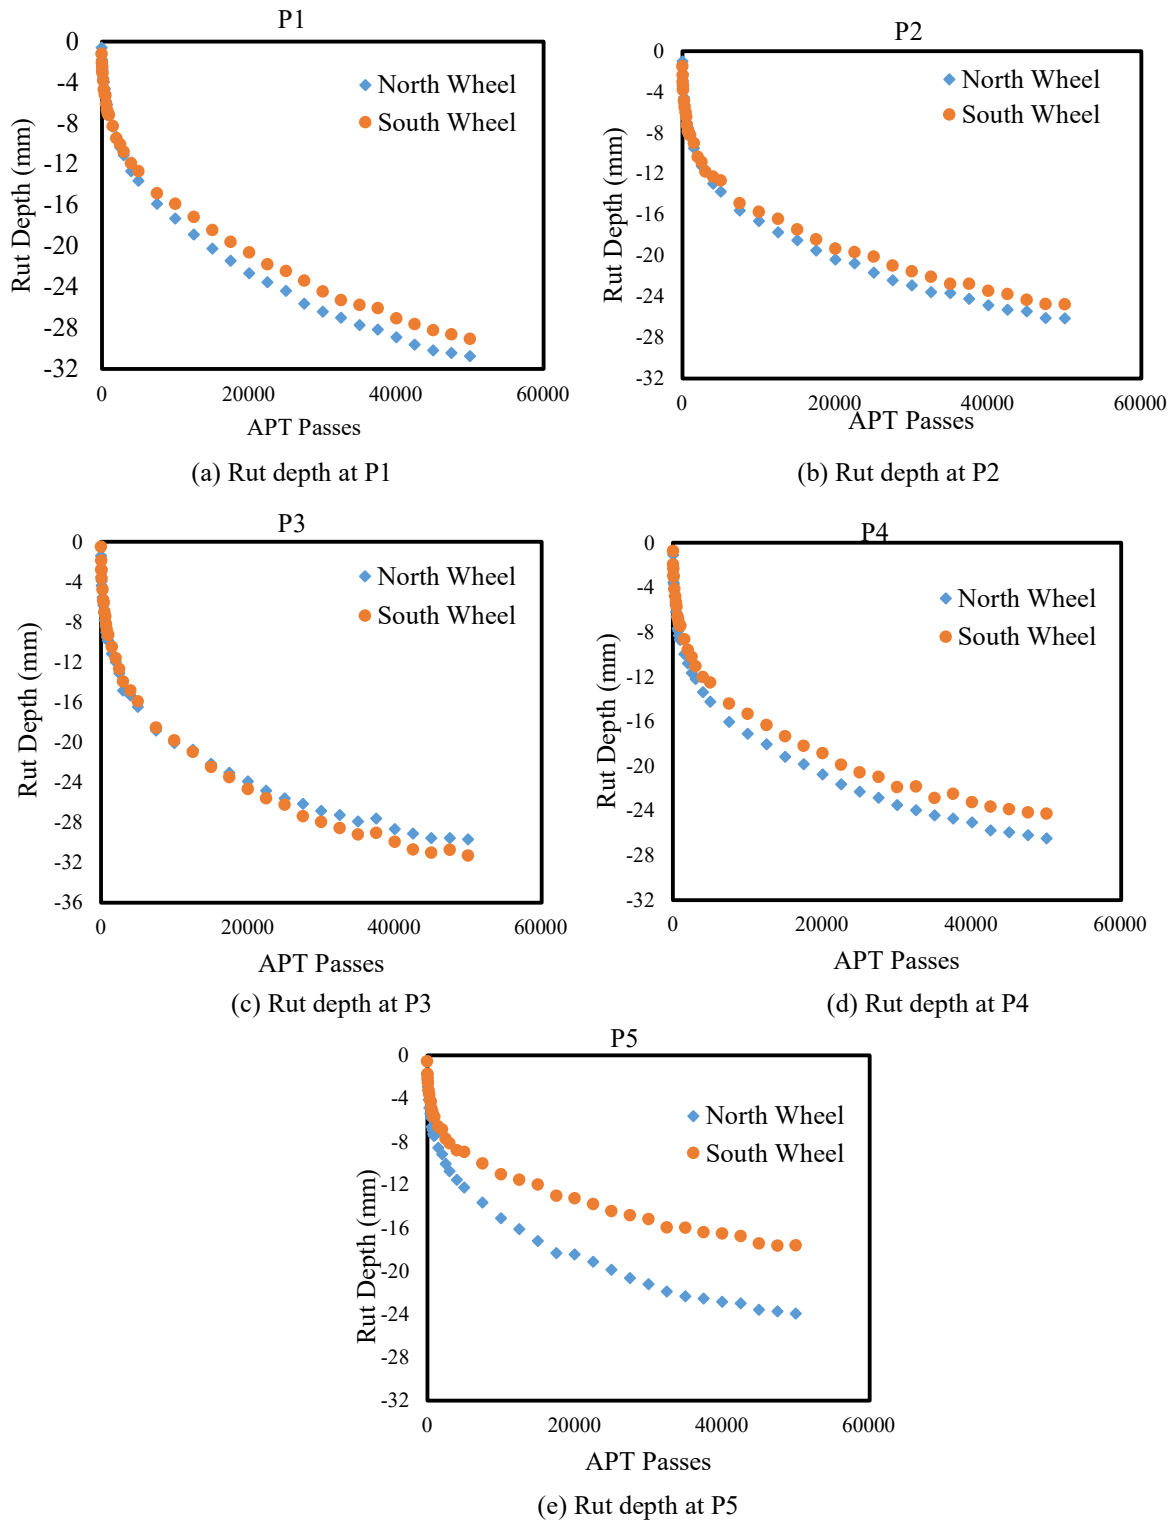 P1
0
-4
-8
-12
-16
-20
-24
-28
-32
Rut Depth (mm)
North Wheel
South Wheel
0
20000
40000
60000
APT Passes
(a) Rut depth at P1
P2
0
-4
-8
-12
-16
-20
-24
-28
-32
Rut Depth (mm)
North Wheel
South Wheel
0
20000
40000
60000
APT Passes
(b) Rut depth at P2
P3
0
-4
-8
-12
-16
-20
-24
-28
-32
-36
Rut Depth (mm)
North Wheel
South Wheel
0
20000
40000
60000
APT Passes
(c) Rut depth at P3
P4
0
-4
-8
-12
-16
-20
-24
-28
-32
Rut Depth (mm)
North Wheel
South Wheel
0
20000
40000
60000
APT Passes
(d) Rut depth at P4
P5
0
-4
-8
-12
-16
-20
-24
-28
-32
Rut Depth (mm)
North Wheel
South Wheel
0
20000
40000
60000
APT Passes
(e) Rut depth at P5